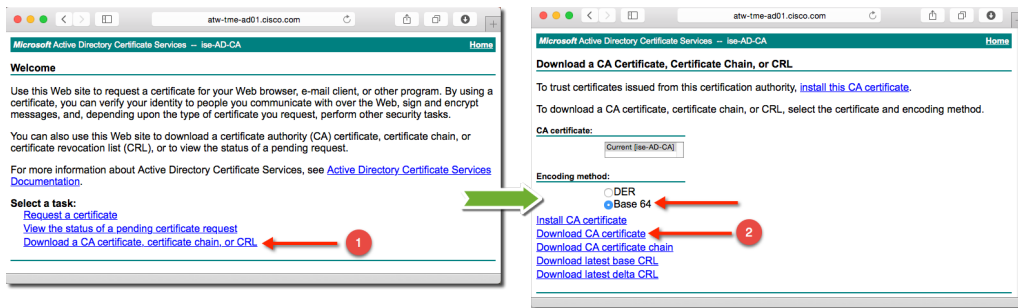 atw-tme-ad01.cisco.com
Microsoft Active Directory Certificate Services -- ise-AD-CA Home
Welcome
Use this Web site to request a certificate for your Web browser, e-mail client, or other program. By using a
certificate, you can verify your identity to people you communicate with over the Web, sign and encrypt
messages, and, depending upon the type of certificate you request, perform other security tasks.
You can also use this Web site to download a certificate authority (CA) certificate, certificate chain, or
certificate revocation list (CRL), or to view the status of a pending request.
For more information about Active Directory Certificate Services, see Active Directory Certificate Services
Documentation.
Select a task:
Request a certificate
View the status of a pending certificate request
Download a CA certificate, certificate chain, or CRL
1
atw-tme-ad01.cisco.com
Microsoft Active Directory Certificate Services -- ise-AD-CA Home
Download a CA Certificate, Certificate Chain, or CRL
To trust certificates issued from this certification authority, install this CA certificate.
To download a CA certificate, certificate chain, or CRL, select the certificate and encoding method.
CA certificate:
Current [ise-AD-CA]
Encoding method:
DER
Base 64
Install CA certificate
Download CA certificate
2
Download CA certificate chain
Download latest base CRL
Download latest delta CRL